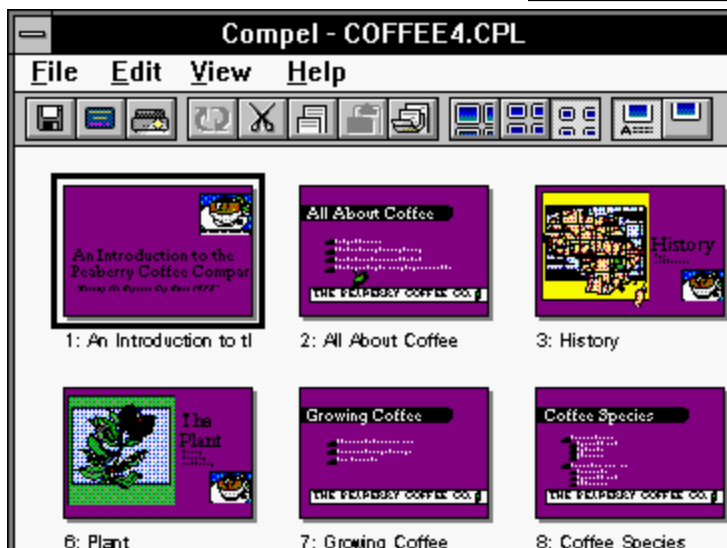 Compel - COFFEE4.CPL
File Edit View Help
An Introduction to the
Peaberry Coffee Compar
1: An Introduction to tl
All About Coffee
THE PEABERRY COFFEE CO.
2: All About Coffee
History
3: History
The
Plant
6: Plant
Growing Coffee
THE PEABERRY COFFEE CO.
7: Growing Coffee
Coffee Species
THE PEABERRY COFFEE CO.
8: Coffee Species